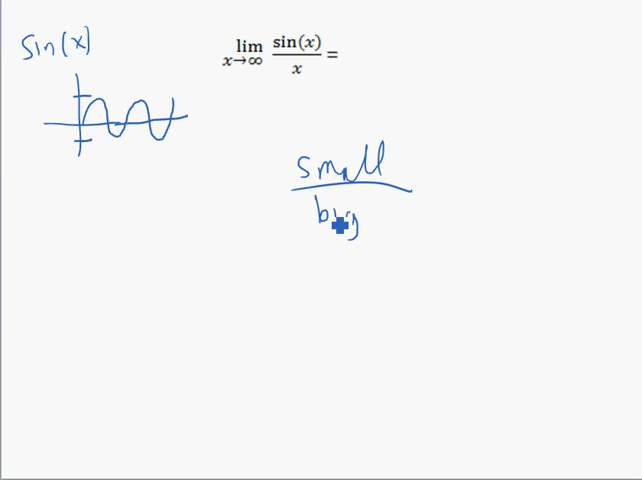 sin(x)
lim x→∞ sin(x)/x =
small
big